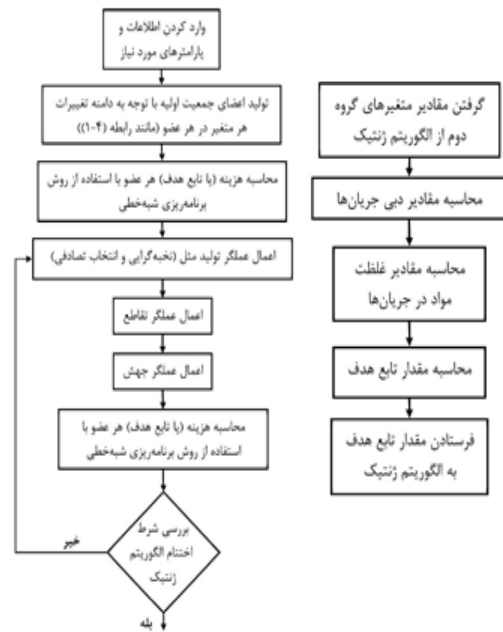 وارد کردن اطلاعات و
پارامترهای مورد نیاز
تولید اعضای جمعیت اولیه با توجه به دامنه تغییرات
هر متغیر در هر عضو (مانند رابطه (۴-۱))
محاسبه هزینه (یا تابع هدف) هر عضو با استفاده از روش
برنامه‌ریزی شبه‌خطی
اعمال عملگر تولید مثل (نخبه‌گرایی و انتخاب تصادفی)
اعمال عملگر تقاطع
اعمال عملگر جهش
محاسبه هزینه (یا تابع هدف) هر عضو با
استفاده از روش برنامه‌ریزی شبه‌خطی
بررسی شرط
اختتام الگوریتم
ژنتیک
خیر
بله
گرفتن مقادیر متغیرهای گروه
دوم از الگوریتم ژنتیک
محاسبه مقادیر دبی جریان‌ها
محاسبه مقادیر غلظت
مواد در جریان‌ها
محاسبه مقدار تابع هدف
فرستادن مقدار تابع هدف
به الگوریتم ژنتیک